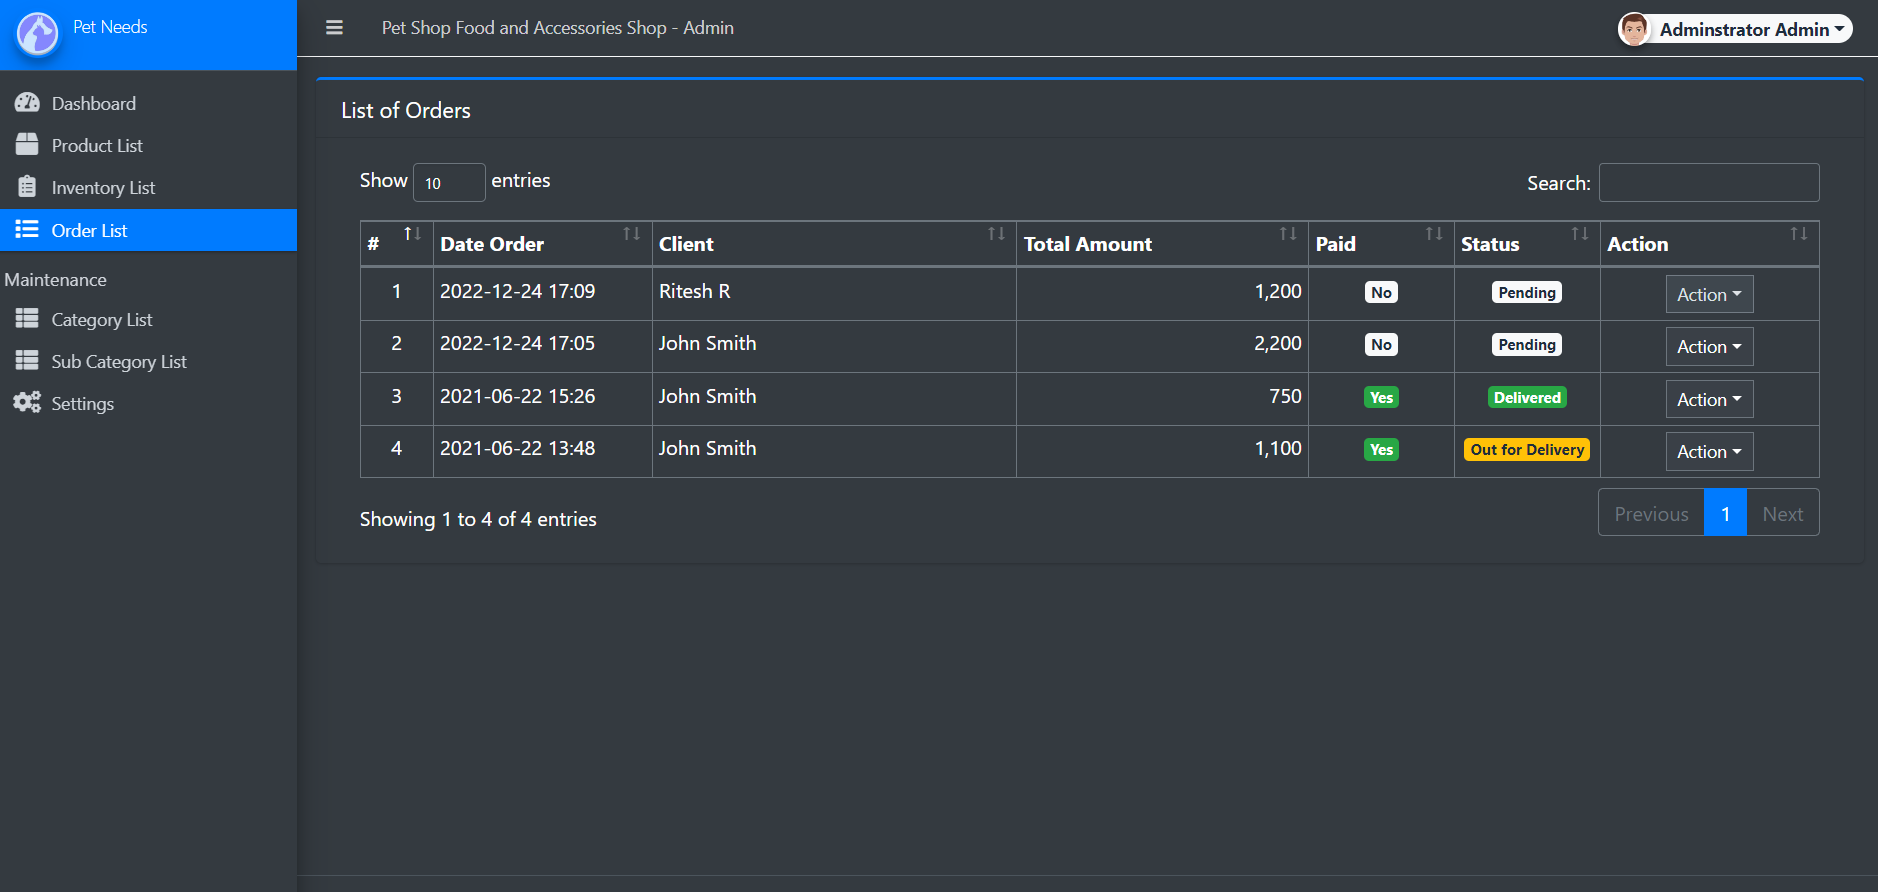 Pet Needs
Pet Shop Food and Accessories Shop - Admin
Adminstrator Admin
Dashboard
Product List
Inventory List
Order List
Maintenance
Category List
Sub Category List
Settings
List of Orders
Show 10 entries
Search:
# Date Order Client Total Amount Paid Status Action
1 2022-12-24 17:09 Ritesh R 1,200 No Pending Action
2 2022-12-24 17:05 John Smith 2,200 No Pending Action
3 2021-06-22 15:26 John Smith 750 Yes Delivered Action
4 2021-06-22 13:48 John Smith 1,100 Yes Out for Delivery Action
Showing 1 to 4 of 4 entries
Previous 1 Next